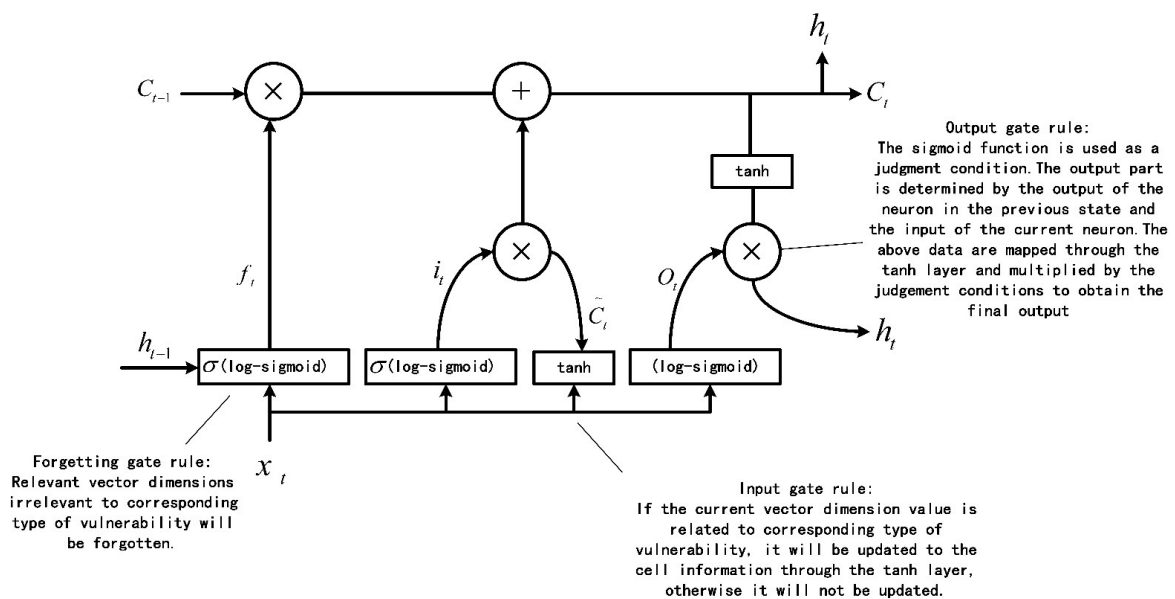 h_t
C_{t-1}
×
+
C_t
Output gate rule:
The sigmoid function is used as a
judgment condition. The output part
is determined by the output of the
neuron in the previous state and
the input of the current neuron. The
above data are mapped through the
tanh layer and multiplied by the
judgement conditions to obtain the
final output
tanh
f_t
i_t
×
O_t
×
C̃_t
h_{t-1}
h_t
σ(log-sigmoid)
σ(log-sigmoid)
tanh
(log-sigmoid)
x_t
Forgetting gate rule:
Relevant vector dimensions
irrelevant to corresponding
type of vulnerability will
be forgotten.
Input gate rule:
If the current vector dimension value is
related to corresponding type of
vulnerability, it will be updated to the
cell information through the tanh layer,
otherwise it will not be updated.